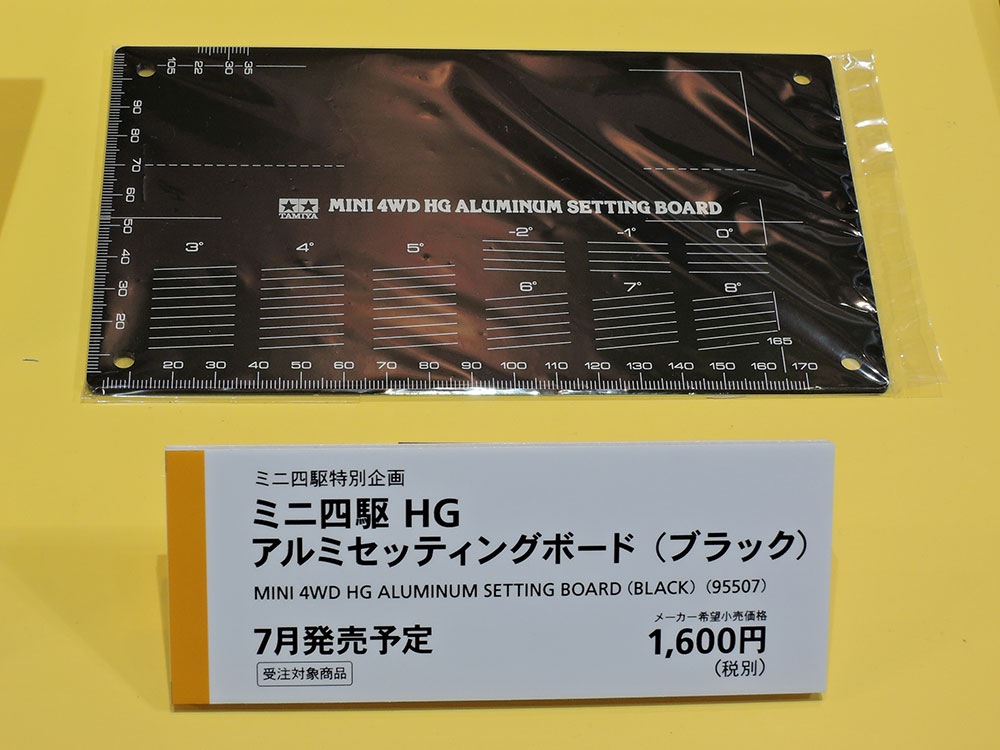 105 22 30 35
90
80
70
60
50
40
30
20
TAMIYA MINI 4WD HG ALUMINUM SETTING BOARD
3° 4° 5° -2° -1° 0°
6° 7° 8°
165
20 30 40 50 60 70 80 90 100 110 120 130 140 150 160 170
ミニ四駆特別企画
ミニ四駆 HG
アルミセッティングボード（ブラック）
MINI 4WD HG ALUMINUM SETTING BOARD (BLACK) (95507)
7月発売予定
受注対象商品
メーカー希望小売価格
1,600円
（税別）